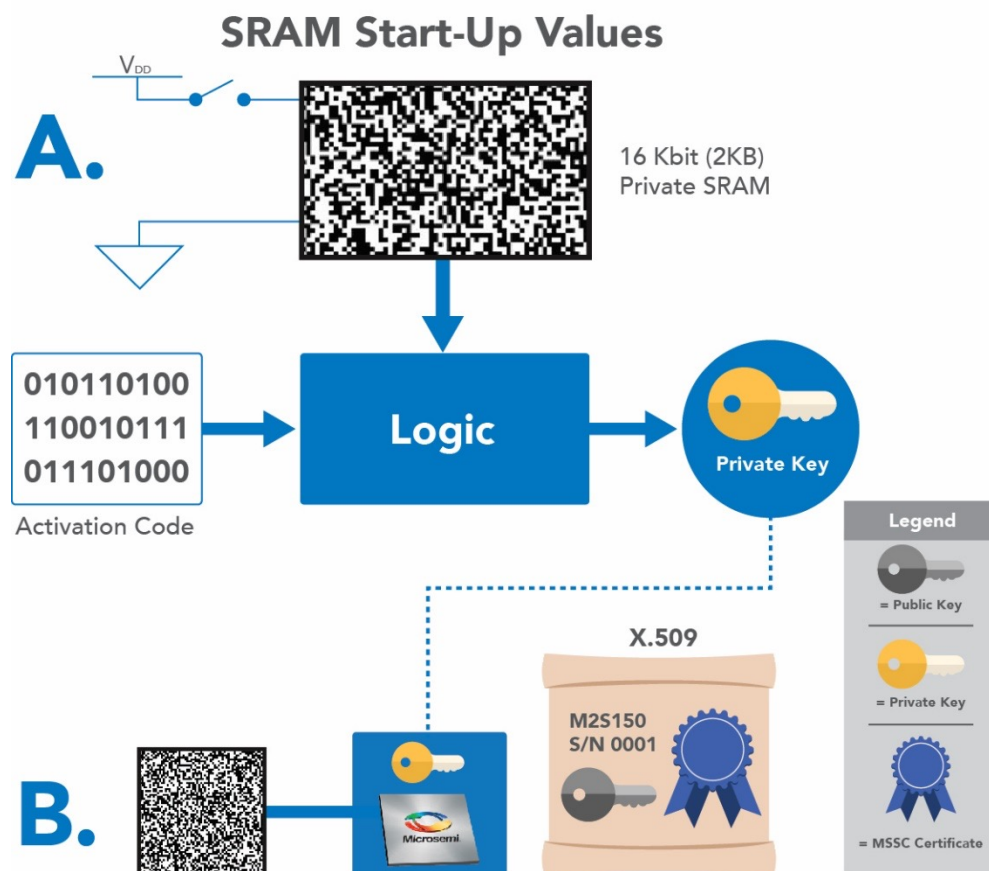 SRAM Start-Up Values
VDD
A.
16 Kbit (2KB)
Private SRAM
010110100
110010111
011101000
Activation Code
Logic
Private Key
Legend
= Public Key
= Private Key
= MSSC Certificate
X.509
M2S150
S/N 0001
B.
Microsemi